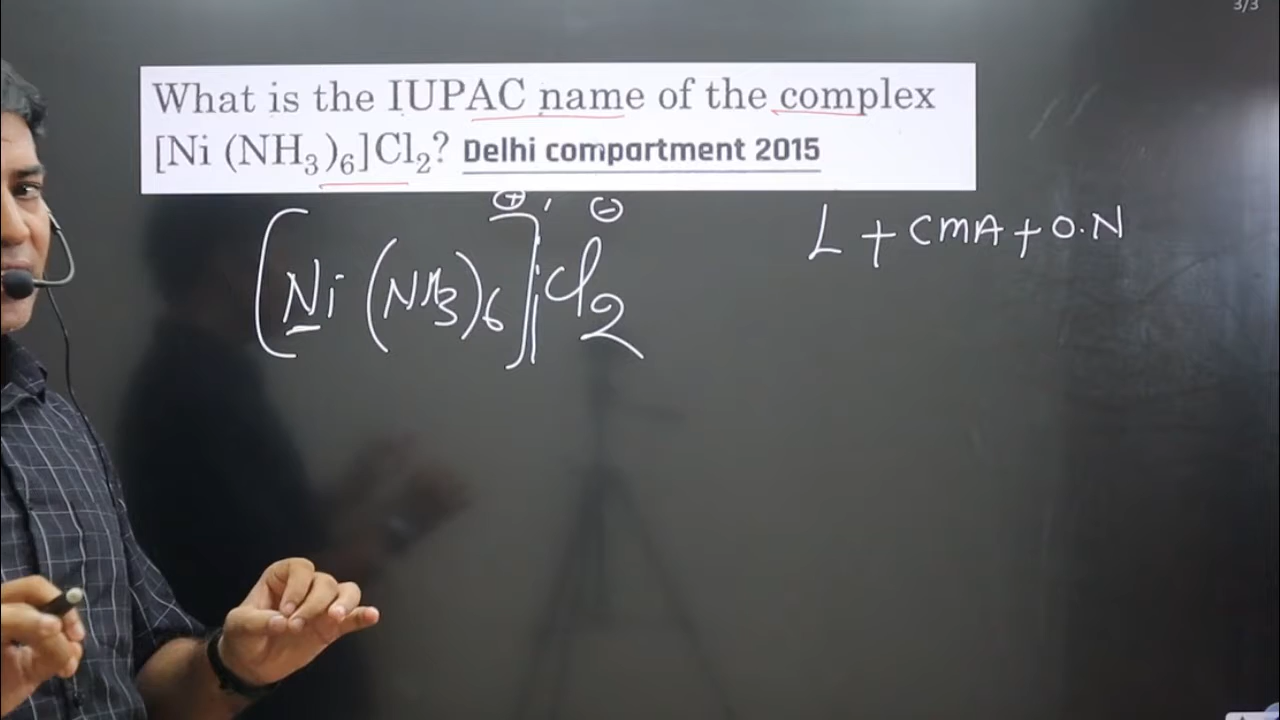 3/3
What is the IUPAC name of the complex
[Ni (NH₃)₆]Cl₂? Delhi compartment 2015
[Ni (NH₃)₆] Cl₂ ⊕ ⊖
L + CMA + O.N